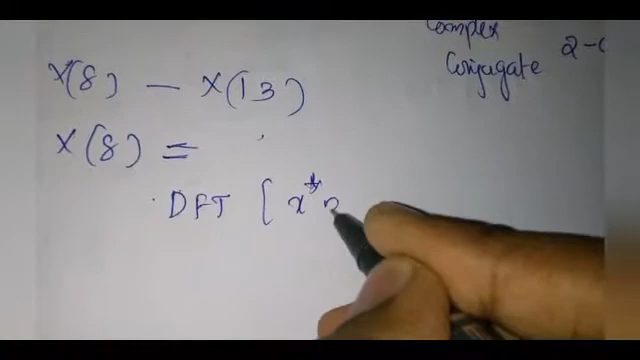 Complex
Conjugate
X(8) — X(13)
X(8) =
DFT [ x*n